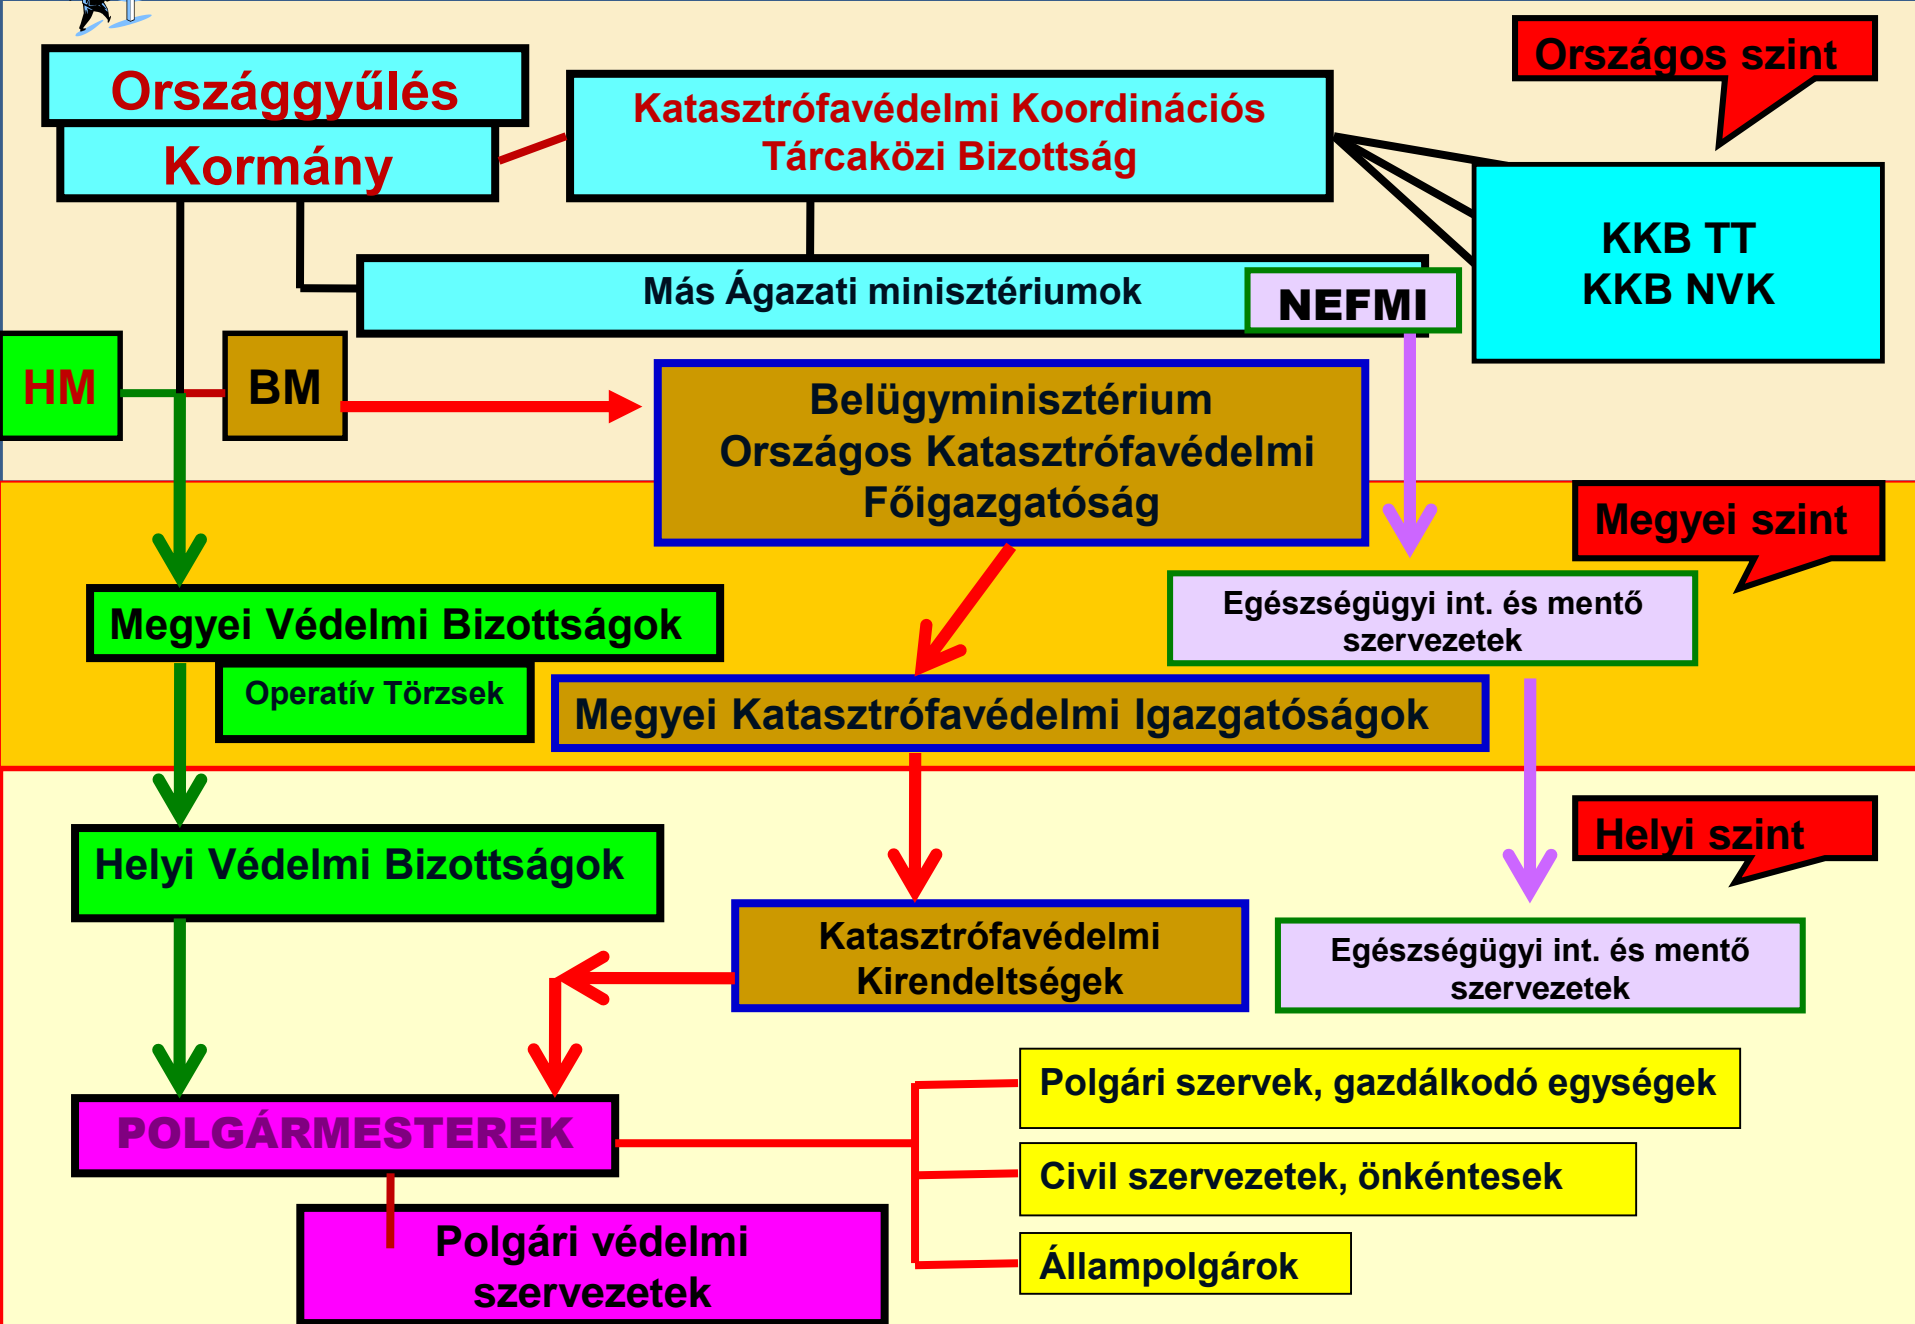 Országos szint
Országgyűlés
Kormány
Katasztrófavédelmi Koordinációs
Tárcaközi Bizottság
KKB TT
KKB NVK
Más Ágazati minisztériumok
NEFMI
HM
BM
Belügyminisztérium
Országos Katasztrófavédelmi
Főigazgatóság
Megyei szint
Megyei Védelmi Bizottságok
Operatív Törzsek
Egészségügyi int. és mentő
szervezetek
Megyei Katasztrófavédelmi Igazgatóságok
Helyi szint
Helyi Védelmi Bizottságok
Katasztrófavédelmi
Kirendeltségek
Egészségügyi int. és mentő
szervezetek
POLGÁRMESTEREK
Polgári szervek, gazdálkodó egységek
Civil szervezetek, önkéntesek
Állampolgárok
Polgári védelmi
szervezetek